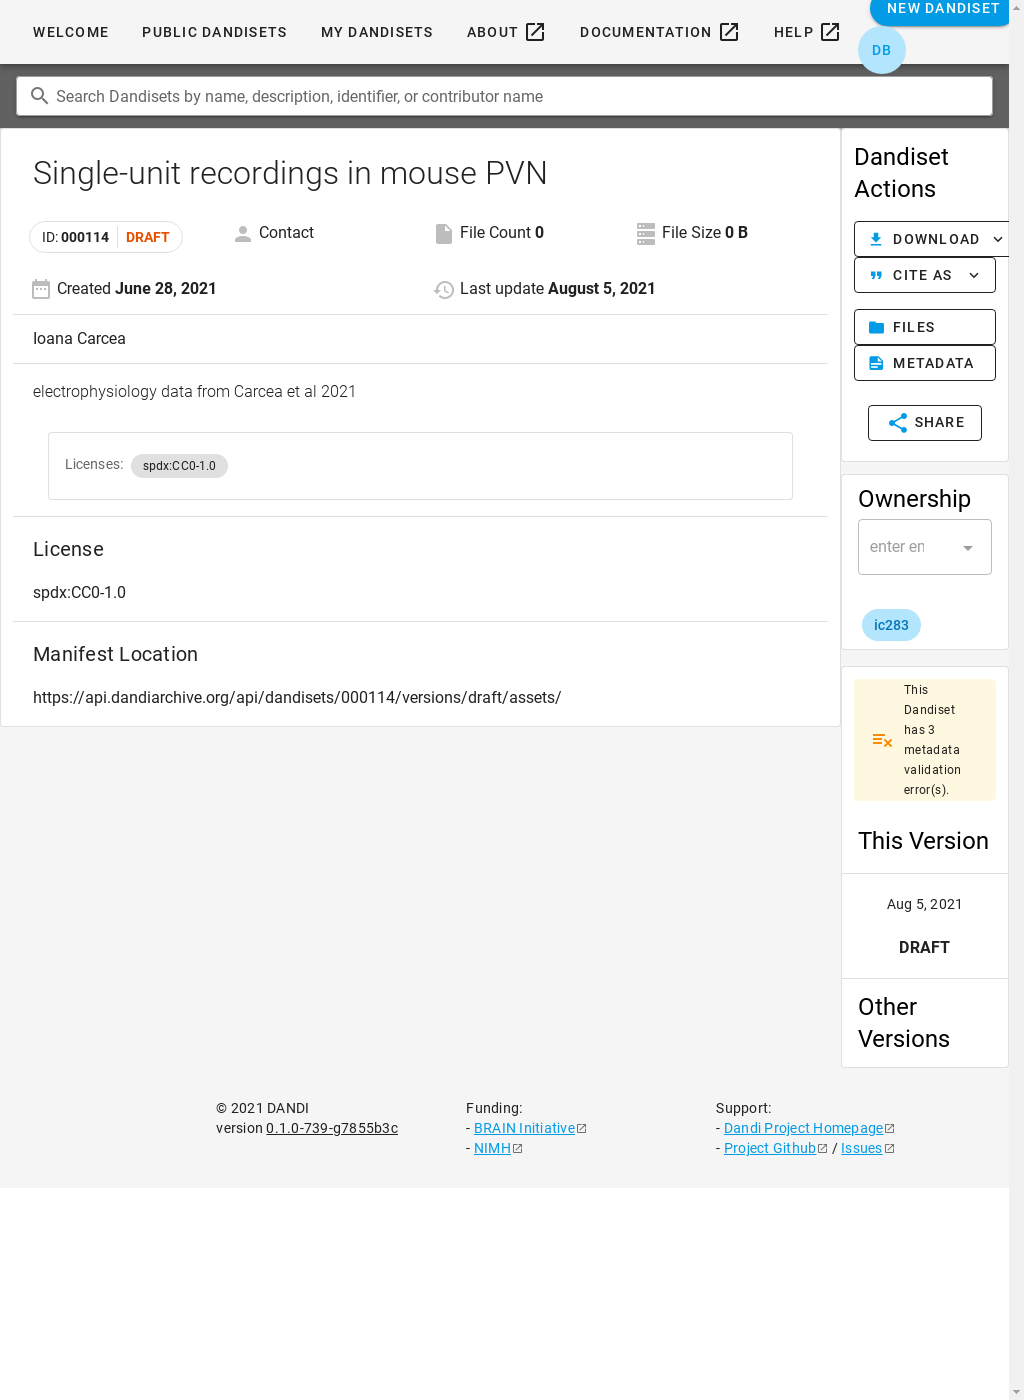 WELCOME PUBLIC DANDISETS MY DANDISETS ABOUT DOCUMENTATION HELP NEW DANDISET
DB
Search Dandisets by name, description, identifier, or contributor name
Single-unit recordings in mouse PVN
ID: 000114 DRAFT Contact File Count 0 File Size 0 B
Created June 28, 2021 Last update August 5, 2021
Ioana Carcea
electrophysiology data from Carcea et al 2021
Licenses: spdx:CC0-1.0
License
spdx:CC0-1.0
Manifest Location
https://api.dandiarchive.org/api/dandisets/000114/versions/draft/assets/
Dandiset
Actions
DOWNLOAD
CITE AS
FILES
METADATA
SHARE
Ownership
enter en
ic283
This
Dandiset
has 3
metadata
validation
error(s).
This Version
Aug 5, 2021
DRAFT
Other
Versions
© 2021 DANDI
version 0.1.0-739-g7855b3c
Funding:
- BRAIN Initiative
- NIMH
Support:
- Dandi Project Homepage
- Project Github / Issues